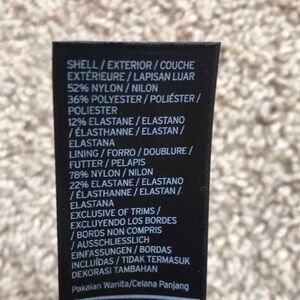 SHELL / EXTERIOR / COUCHE
EXTÉRIEURE / LAPISAN LUAR
52% NYLON / NILON
36% POLYESTER / POLIÉSTER /
POLIESTER
12% ELASTANE / ELASTANO
/ ÉLASTHANNE / ELASTAN /
ELASTANA
LINING / FORRO / DOUBLURE /
FUTTER / PELAPIS
78% NYLON / NILON
22% ELASTANE / ELASTANO
/ ÉLASTHANNE / ELASTAN /
ELASTANA
EXCLUSIVE OF TRIMS /
EXCLUYENDO LOS BORDES
/ BORDS NON COMPRIS
/ AUSSCHLIESSLICH
EINFASSUNGEN / BORDAS
INCLUÍDAS / TIDAK TERMASUK
DEKORASI TAMBAHAN
Pakaian Wanita/Celana Panjang